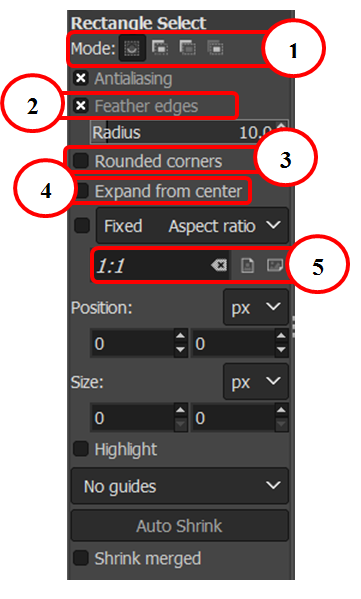 Rectangle Select
Mode: 1
Antialiasing
2 Feather edges
Radius 10.0
Rounded corners 3
4 Expand from center
Fixed Aspect ratio
1:1 5
Position: px
0 0
Size: px
0 0
Highlight
No guides
Auto Shrink
Shrink merged